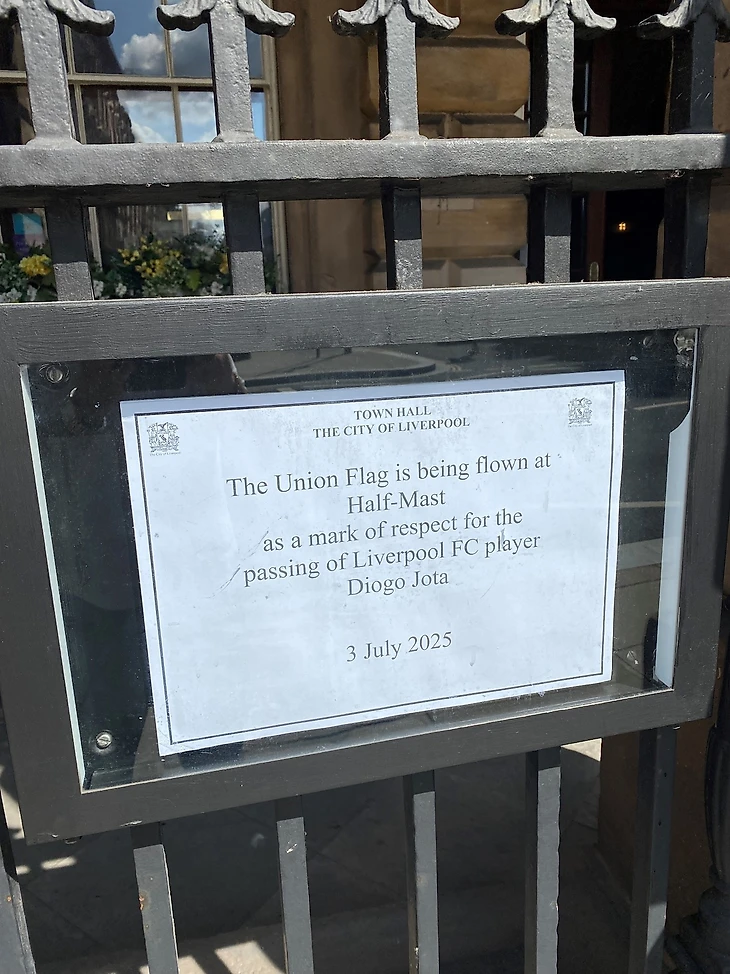 TOWN HALL
THE CITY OF LIVERPOOL
The Union Flag is being flown at
Half-Mast
as a mark of respect for the
passing of Liverpool FC player
Diogo Jota
3 July 2025